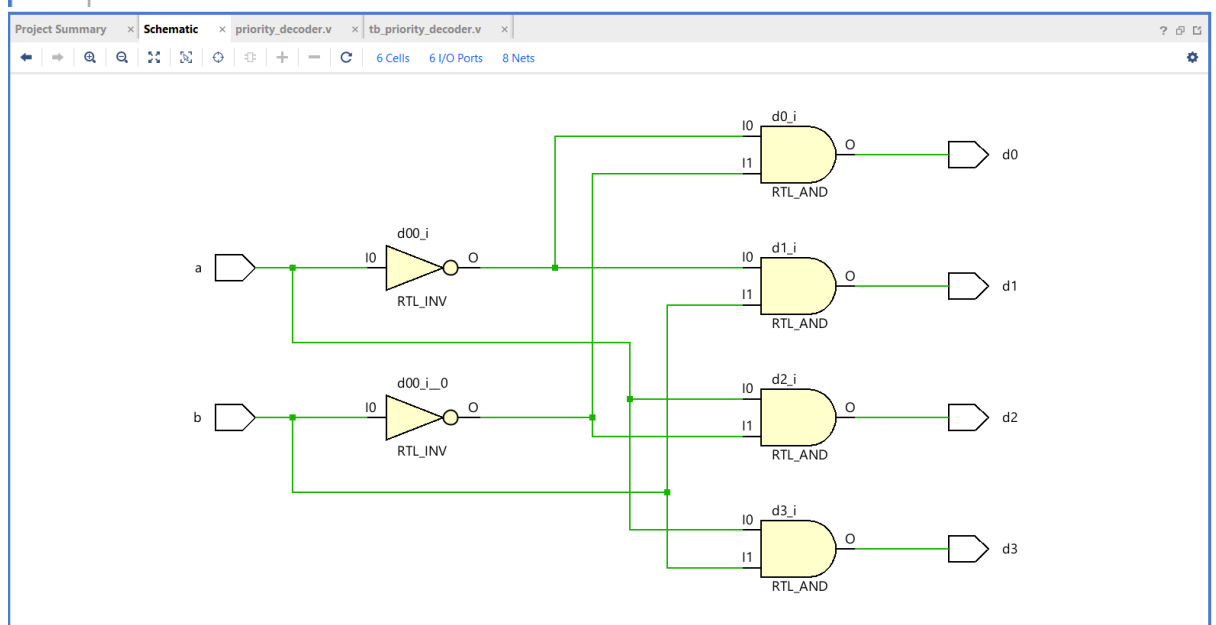 Project Summary × Schematic × priority_decoder.v × tb_priority_decoder.v × ?
6 Cells 6 I/O Ports 8 Nets
d0_i
I0
O
I1
d0
RTL_AND
d00_i
a
I0
O
RTL_INV
d1_i
I0
O
I1
d1
RTL_AND
d00_i__0
b
I0
O
RTL_INV
d2_i
I0
O
I1
d2
RTL_AND
d3_i
I0
O
I1
d3
RTL_AND